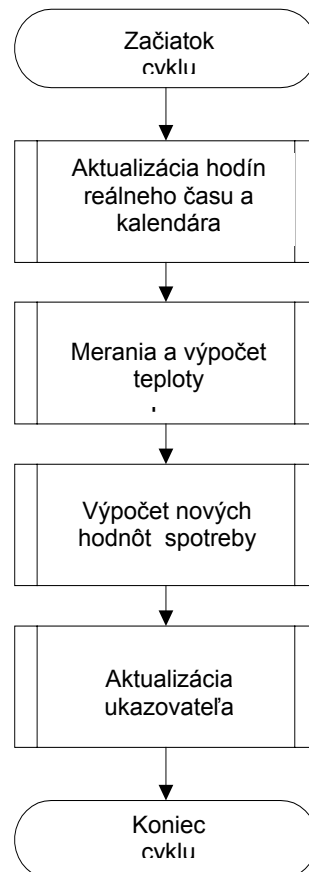 Začiatok
cyklu
Aktualizácia hodín
reálneho času a
kalendára
Merania a výpočet
teploty
Výpočet nových
hodnôt spotreby
Aktualizácia
ukazovateľa
Koniec
cyklu